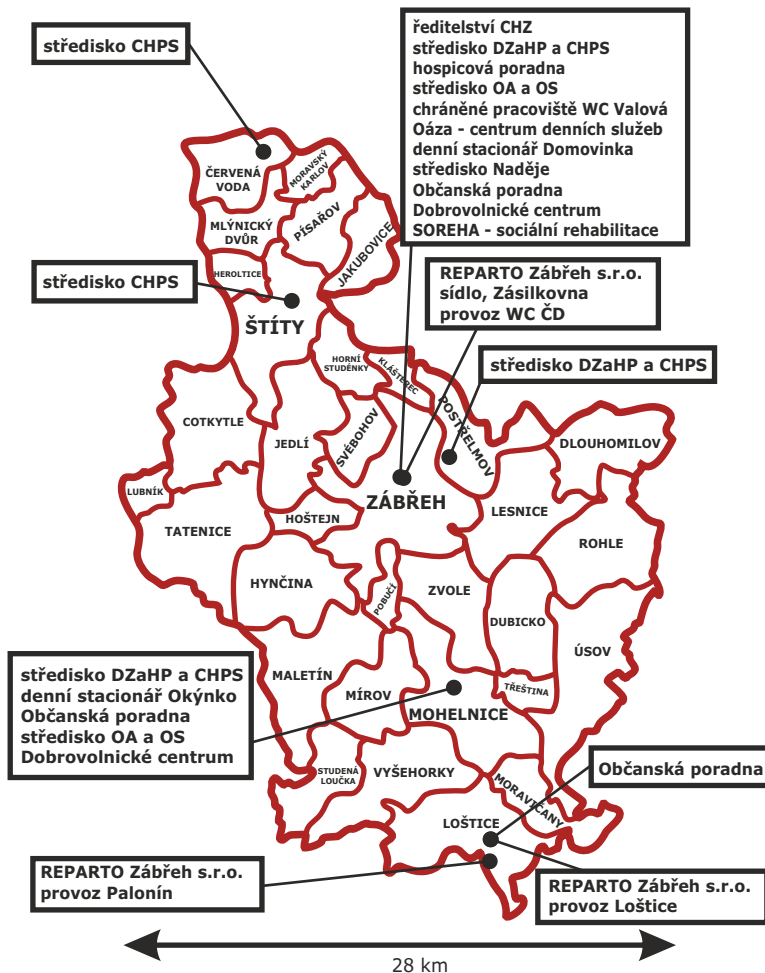 středisko CHPS
ředitelství CHZ
středisko DZaHP a CHPS
hospicová poradna
středisko OA a OS
chráněné pracoviště WC Valová
Oáza - centrum denních služeb
denní stacionář Domovinka
středisko Naděje
Občanská poradna
Dobrovolnické centrum
SOREHA - sociální rehabilitace
ČERVENÁ
VODA
MORAVSKÝ
KARLOV
MLÝNICKÝ
DVŮR
PÍSAŘOV
JAKUBOVICE
HEROLTICE
středisko CHPS
REPARTO Zábřeh s.r.o.
sídlo, Zásilkovna
provoz WC ČD
ŠTÍTY
HORNÍ
STUDÉNKY
KLÁŠTEREC
středisko DZaHP a CHPS
POSTŘELMOV
COTKYTLE
JEDLÍ
SVÉBOHOV
DLOUHOMILOV
LUBNÍK
ZÁBŘEH
LESNICE
TATENICE
HOŠTEJN
ROHLE
HYNČINA
POBUČÍ
ZVOLE
DUBICKO
ÚSOV
středisko DZaHP a CHPS
denní stacionář Okýnko
Občanská poradna
středisko OA a OS
Dobrovolnické centrum
MALETÍN
MÍROV
TŘEŠTINA
MOHELNICE
STUDENÁ
LOUČKA
VYŠEHORKY
MORAVIČANY
Občanská poradna
LOŠTICE
REPARTO Zábřeh s.r.o.
provoz Palonín
REPARTO Zábřeh s.r.o.
provoz Loštice
28 km